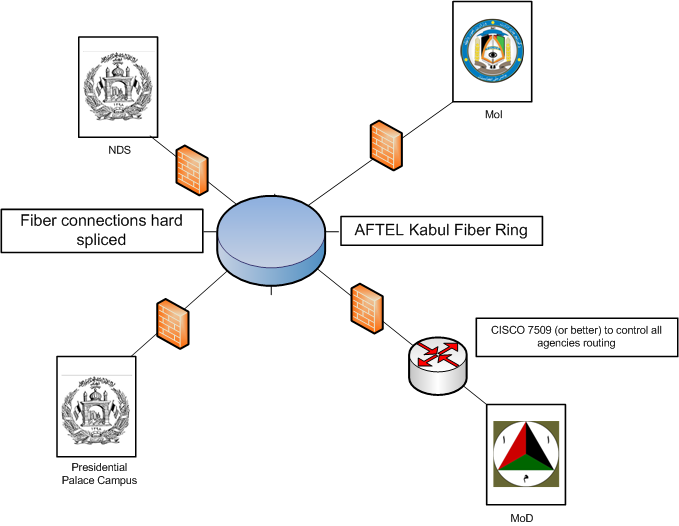 NDS
MoI
Fiber connections hard
spliced
AFTEL Kabul Fiber Ring
CISCO 7509 (or better) to control all
agencies routing
Presidential
Palace Campus
ا
ا
م
MoD